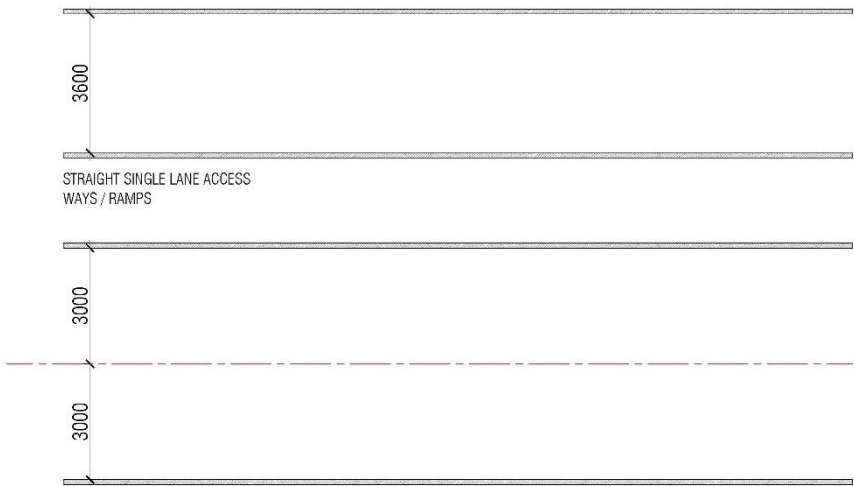 3600
STRAIGHT SINGLE LANE ACCESS
WAYS / RAMPS
3000
3000